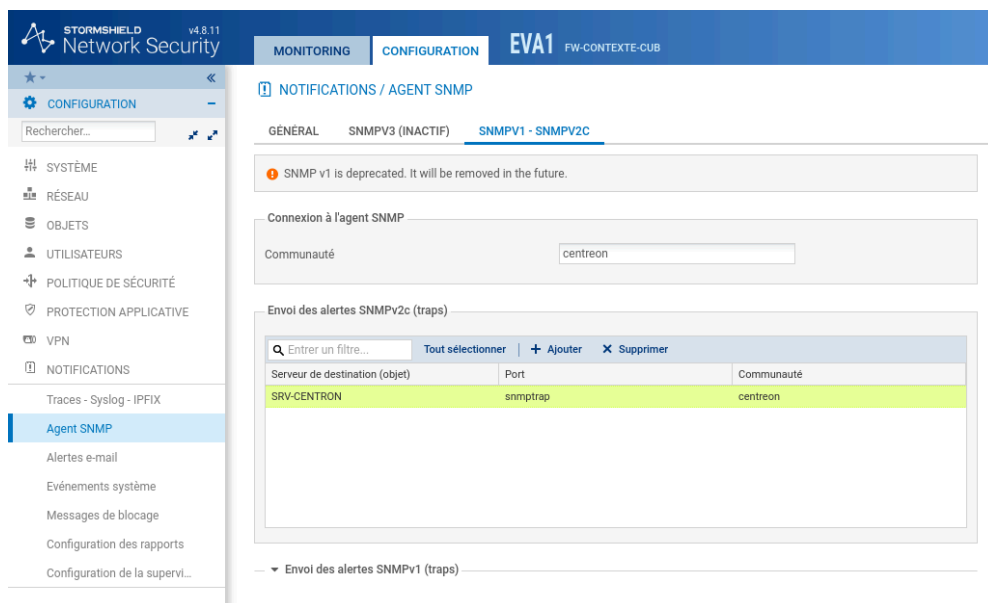 STORMSHIELD v4.8.11
Network Security
MONITORING
CONFIGURATION
EVA1 FW-CONTEXTE-CUB
CONFIGURATION
Rechercher...
SYSTÈME
RÉSEAU
OBJETS
UTILISATEURS
POLITIQUE DE SÉCURITÉ
PROTECTION APPLICATIVE
VPN
NOTIFICATIONS
Traces - Syslog - IPFIX
Agent SNMP
Alertes e-mail
Evénements système
Messages de blocage
Configuration des rapports
Configuration de la supervi...
NOTIFICATIONS / AGENT SNMP
GÉNÉRAL SNMPV3 (INACTIF) SNMPV1 - SNMPV2C
SNMP v1 is deprecated. It will be removed in the future.
Connexion à l'agent SNMP
Communauté centreon
Envoi des alertes SNMPv2c (traps)
Entrer un filtre... Tout sélectionner Ajouter Supprimer
Serveur de destination (objet) Port Communauté
SRV-CENTRON snmptrap centreon
Envoi des alertes SNMPv1 (traps)